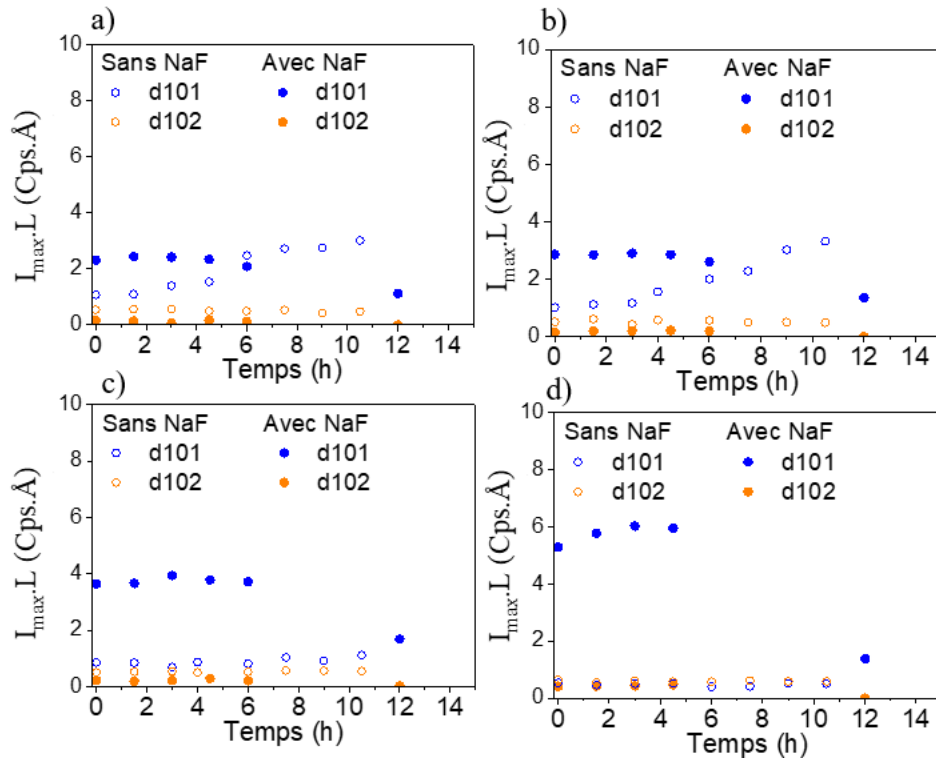 a)
I_max.L (Cps.Å)
10
8
6
4
2
0
Sans NaF Avec NaF
d101 d101
d102 d102
0 2 4 6 8 10 12 14
Temps (h)
b)
I_max.L (Cps.Å)
10
8
6
4
2
0
Sans NaF Avec NaF
d101 d101
d102 d102
0 2 4 6 8 10 12 14
Temps (h)
c)
I_max.L (Cps.Å)
10
8
6
4
2
0
Sans NaF Avec NaF
d101 d101
d102 d102
0 2 4 6 8 10 12 14
Temps (h)
d)
I_max.L (Cps.Å)
10
8
6
4
2
0
Sans NaF Avec NaF
d101 d101
d102 d102
0 2 4 6 8 10 12 14
Temps (h)